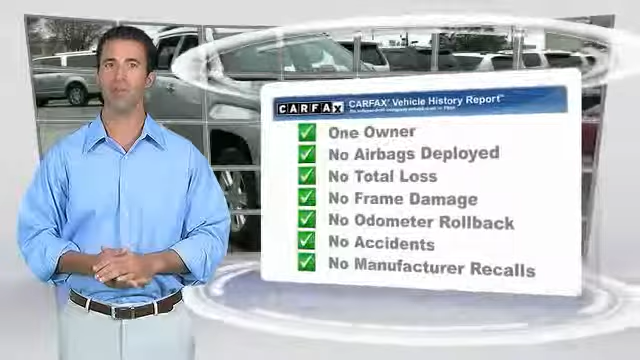 CARFAX CARFAX Vehicle History Report™
One Owner
No Airbags Deployed
No Total Loss
No Frame Damage
No Odometer Rollback
No Accidents
No Manufacturer Recalls